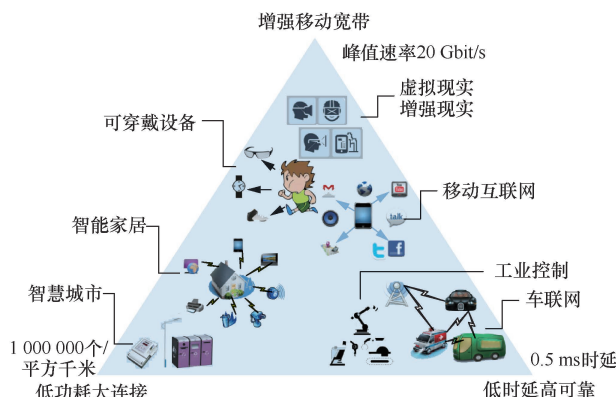 增强移动宽带
峰值速率20 Gbit/s
虚拟现实
增强现实
可穿戴设备
移动互联网
talk
智能家居
工业控制
智慧城市
车联网
1 000 000个/
平方千米
0.5 ms时延
低功耗大连接
低时延高可靠